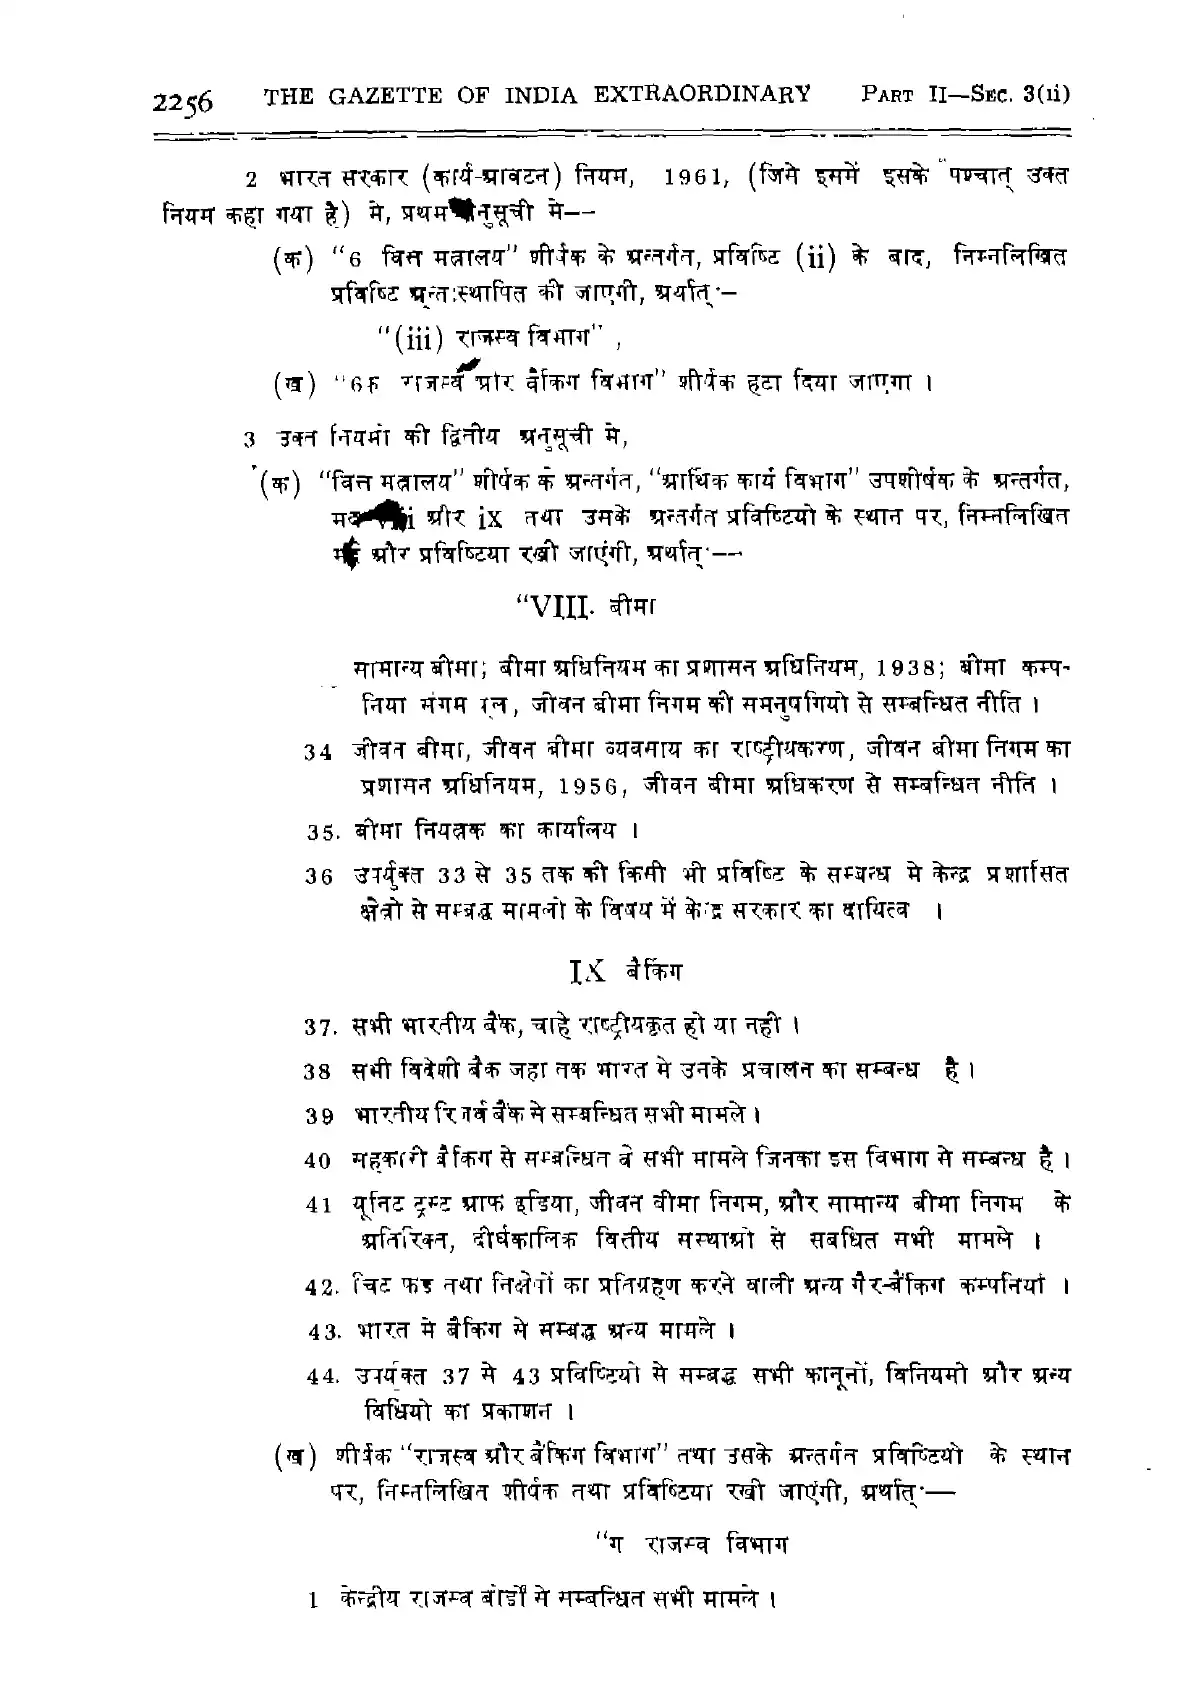 2256 THE GAZETTE OF INDIA EXTRAORDINARY PART II—SEC. 3(ii)
2 भारत सरकार (कार्य-आवंटन) नियम, 1961, (जिसे इसमें इसके पश्चात् उक्त
नियम कहा गया है) में, प्रथम अनुसूची में--
(क) "6 वित्त मंत्रालय" शीर्षक के अन्तर्गत, प्रविष्टि (ii) के बाद, निम्नलिखित
प्रविष्टि अन्तःस्थापित की जाएगी, अर्थात् :—
"(iii) राजस्व विभाग" ,
(ख) "6क राजस्व और बैंकिंग विभाग" शीर्षक हटा दिया जाएगा ।
3 उक्त नियमों की द्वितीय अनुसूची में,
(क) "वित्त मंत्रालय" शीर्षक के अन्तर्गत, "आर्थिक कार्य विभाग" उपशीर्षक के अन्तर्गत,
मद viii और ix तथा उसके अन्तर्गत प्रविष्टियों के स्थान पर, निम्नलिखित
मद और प्रविष्टियां रखी जाएंगी, अर्थात् :—
"VIII. बीमा
सामान्य बीमा; बीमा अधिनियम का प्रशासन अधिनियम, 1938; बीमा कम्प-
नियां संगम, जीवन बीमा निगम की समनुषंगियों से सम्बन्धित नीति ।
34 जीवन बीमा, जीवन बीमा व्यवसाय का राष्ट्रीयकरण, जीवन बीमा निगम का
प्रशासन अधिनियम, 1956, जीवन बीमा अधिकरण से सम्बन्धित नीति ।
35. बीमा नियंत्रक का कार्यालय ।
36 उपर्युक्त 33 से 35 तक की किसी भी प्रविष्टि के सम्बन्ध में केन्द्र प्रशासित
क्षेत्रों से सम्बद्ध मामलों के विषय में केन्द्र सरकार का दायित्व ।
IX बैंकिंग
37. सभी भारतीय बैंक, चाहे राष्ट्रीयकृत हों या नहीं ।
38 सभी विदेशी बैंक जहां तक भारत में उनके प्रचालन का सम्बन्ध है ।
39 भारतीय रिजर्व बैंक से सम्बन्धित सभी मामले ।
40 सहकारी बैंकिंग से सम्बन्धित वे सभी मामले जिनका इस विभाग से सम्बन्ध है ।
41 यूनिट ट्रस्ट आफ इंडिया, जीवन बीमा निगम, और सामान्य बीमा निगम के
अतिरिक्त, दीर्घकालिक वित्तीय संस्थाओं से संबंधित सभी मामले ।
42. चिट फंड तथा निक्षेपों का प्रतिग्रहण करने वाली अन्य गैर-बैंकिंग कम्पनियां ।
43. भारत में बैंकिंग से सम्बद्ध अन्य मामले ।
44. उपर्युक्त 37 से 43 प्रविष्टियों से सम्बद्ध सभी कानूनों, विनियमों और अन्य
विधियों का प्रकाशन ।
(ख) शीर्षक "राजस्व और बैंकिंग विभाग" तथा उसके अन्तर्गत प्रविष्टियों के स्थान
पर, निम्नलिखित शीर्षक तथा प्रविष्टियां रखी जाएंगी, अर्थात् :—
"ग राजस्व विभाग
1 केन्द्रीय राजस्व बोर्डों से सम्बन्धित सभी मामले ।